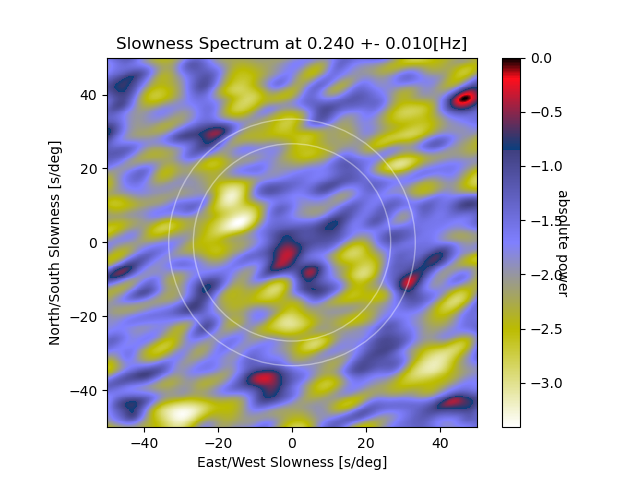 Slowness Spectrum at 0.240 +- 0.010[Hz]
North/South Slowness [s/deg]
40
20
0
−20
−40
−40 −20 0 20 40
East/West Slowness [s/deg]
0.0
−0.5
−1.0
−1.5
−2.0
−2.5
−3.0
absolute power